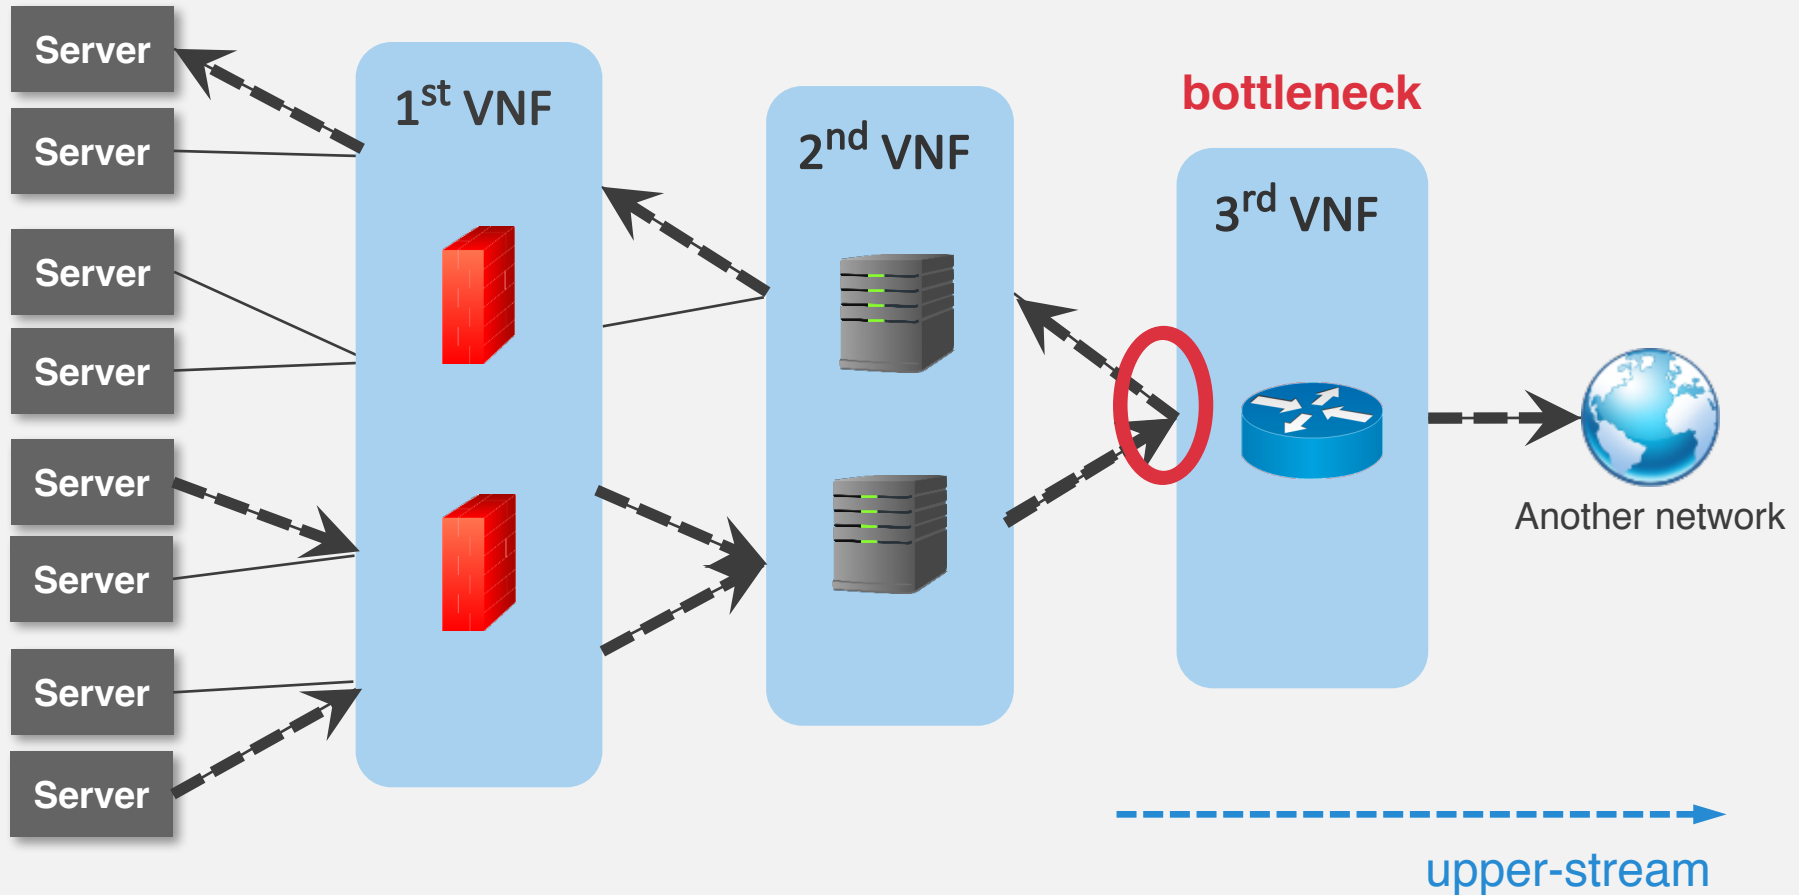 Server
Server
Server
Server
Server
Server
Server
Server
1st VNF
2nd VNF
bottleneck
3rd VNF
Another network
upper-stream